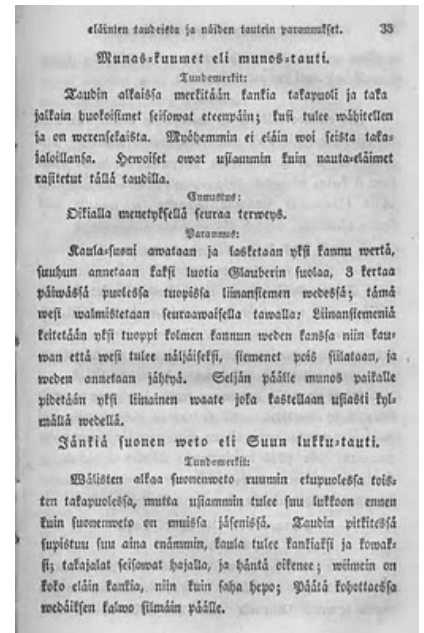 eläinten taudeista ja näiden tautein parannukset. 35
Munas-kuumet eli munos-tauti.
Tundomerkit:
Taudin alkaissa merkitään kankia takapuoli ja taka
jalkain huokoisimet seisowat eteenpäin; kusi tulee wähitellen
ja on werensekaista. Myöhemmin ei eläin woi seista taka-
jaloillansa. Hewoiset owat usiammin kuin nauta-eläimet
rasitetut tällä taudilla.
Ennustus:
Oikialla menetyksellä seuraa terweys.
Parannus:
Kaula-suoni awataan ja lasketaan yksi kannu wertä,
suuhun annetaan kaksi luotia Glauberin suolaa, 3 kertaa
päiwässä puolessa tuopissa liinansiemen wedessä; tämä
wesi walmistetaan seuraawaisella tawalla: Liinansiemeniä
keitetään yksi tuoppi kolmen kannun weden kanssa niin kau-
wan että wesi tulee näljäiseksi, siemenet pois siilataan, ja
weden annetaan jähtyä. Seljän päälle munos paikalle
pidetään yksi liinainen waate joka kastellaan usiasti kyl-
mällä wedellä.
Jänkiä suonen weto eli Suun lukku-tauti.
Tundomerkit:
Wälisten alkaa suonenweto ruumin etupuolessa tois-
ten takapuolessa, mutta usiammin tulee suu lukkoon ennen
kuin suonenweto on muissa jäsenissä. Taudin pitkitessä
supistuu suu aina enämmin, kaula tulee kankiaksi ja kowak-
si; takajalat seisowat hajalla, ja häntä oikenee; wiimein on
koko eläin kankia, niin kuin saha hepo; Päätä kohottaessa
wedäiksen kalwo silmäin päälle.